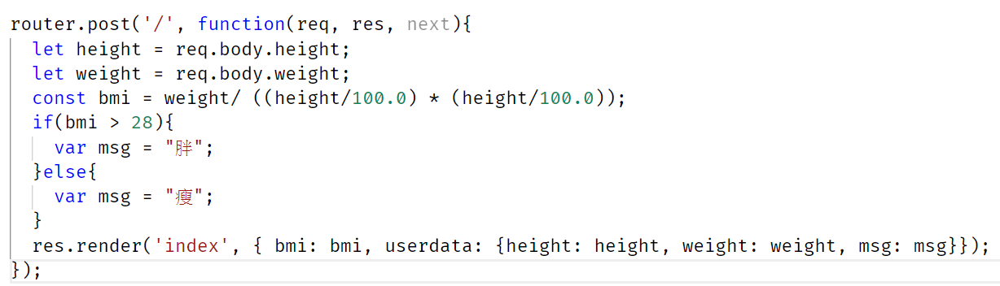 router.post('/', function(req, res, next){
let height = req.body.height;
let weight = req.body.weight;
const bmi = weight/ ((height/100.0) * (height/100.0));
if(bmi > 28){
var msg = "胖";
}else{
var msg = "瘦";
}
res.render('index', { bmi: bmi, userdata: {height: height, weight: weight, msg: msg}});
});